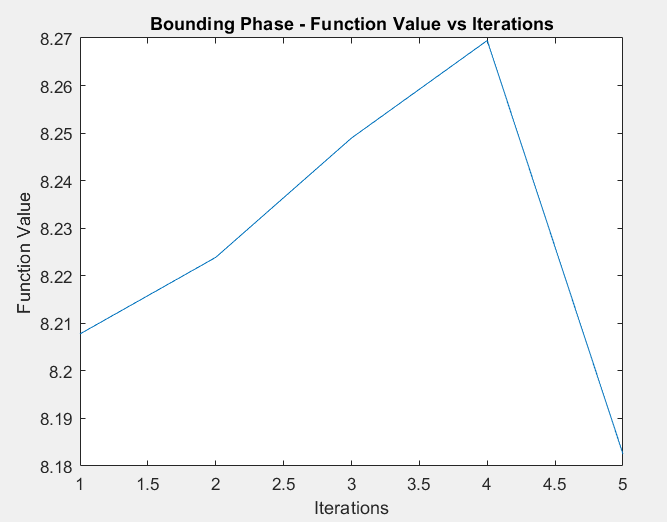 Bounding Phase - Function Value vs Iterations
8.27
8.26
8.25
8.24
8.23
8.22
8.21
8.2
8.19
8.18
Function Value
1 1.5 2 2.5 3 3.5 4 4.5 5
Iterations